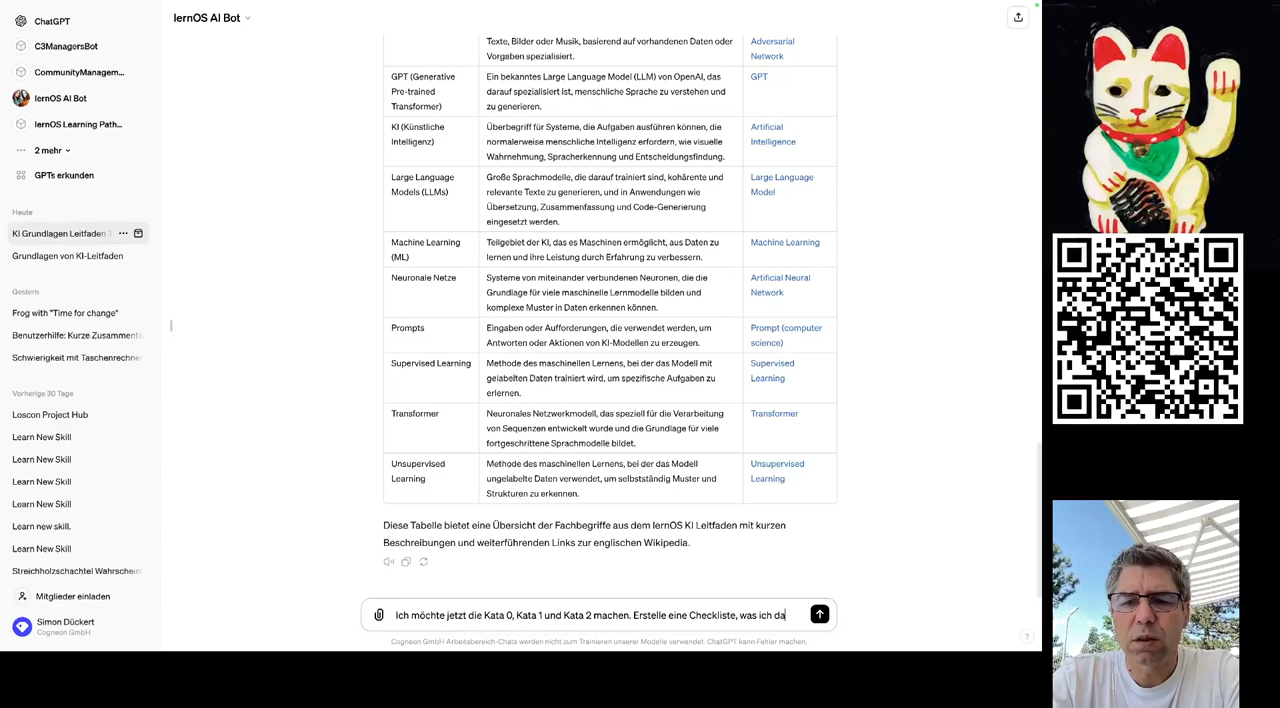 ChatGPT
C3ManagersBot
CommunityManagem...
lernOS AI Bot
lernOS Learning Path...
2 mehr
GPTs erkunden
Heute
KI Grundlagen Leitfaden T
Grundlagen von KI-Leitfaden
Gestern
Frog with "Time for change"
Benutzerhilfe: Kurze Zusammenfa
Schwierigkeit mit Taschenrechne
Vorherige 30 Tage
Loscon Project Hub
Learn New Skill
Learn New Skill
Learn New Skill
Learn New Skill
Learn new skill.
Learn New Skill
Streichholzschachtel Wahrschein
Mitglieder einladen
Simon Dückert
Cogneon GmbH
lernOS AI Bot
Texte, Bilder oder Musik, basierend auf vorhandenen Daten oder
Vorgaben spezialisiert.
Adversarial
Network
GPT (Generative
Pre-trained
Transformer)
Ein bekanntes Large Language Model (LLM) von OpenAI, das
darauf spezialisiert ist, menschliche Sprache zu verstehen und
zu generieren.
GPT
KI (Künstliche
Intelligenz)
Überbegriff für Systeme, die Aufgaben ausführen können, die
normalerweise menschliche Intelligenz erfordern, wie visuelle
Wahrnehmung, Spracherkennung und Entscheidungsfindung.
Artificial
Intelligence
Large Language
Models (LLMs)
Große Sprachmodelle, die darauf trainiert sind, kohärente und
relevante Texte zu generieren, und in Anwendungen wie
Übersetzung, Zusammenfassung und Code-Generierung
eingesetzt werden.
Large Language
Model
Machine Learning
(ML)
Teilgebiet der KI, das es Maschinen ermöglicht, aus Daten zu
lernen und ihre Leistung durch Erfahrung zu verbessern.
Machine Learning
Neuronale Netze
Systeme von miteinander verbundenen Neuronen, die die
Grundlage für viele maschinelle Lernmodelle bilden und
komplexe Muster in Daten erkennen können.
Artificial Neural
Network
Prompts
Eingaben oder Aufforderungen, die verwendet werden, um
Antworten oder Aktionen von KI-Modellen zu erzeugen.
Prompt (computer
science)
Supervised Learning
Methode des maschinellen Lernens, bei der das Modell mit
gelabelten Daten trainiert wird, um spezifische Aufgaben zu
erlernen.
Supervised
Learning
Transformer
Neuronales Netzwerkmodell, das speziell für die Verarbeitung
von Sequenzen entwickelt wurde und die Grundlage für viele
fortgeschrittene Sprachmodelle bildet.
Transformer
Unsupervised
Learning
Methode des maschinellen Lernens, bei der das Modell
ungelabelte Daten verwendet, um selbstständig Muster und
Strukturen zu erkennen.
Unsupervised
Learning
Diese Tabelle bietet eine Übersicht der Fachbegriffe aus dem lernOS KI Leitfaden mit kurzen
Beschreibungen und weiterführenden Links zur englischen Wikipedia.
Ich möchte jetzt die Kata 0, Kata 1 und Kata 2 machen. Erstelle eine Checkliste, was ich da
Cogneon GmbH Arbeitsbereich-Chats werden nicht zum Trainieren unserer Modelle verwendet. ChatGPT kann Fehler machen.
?